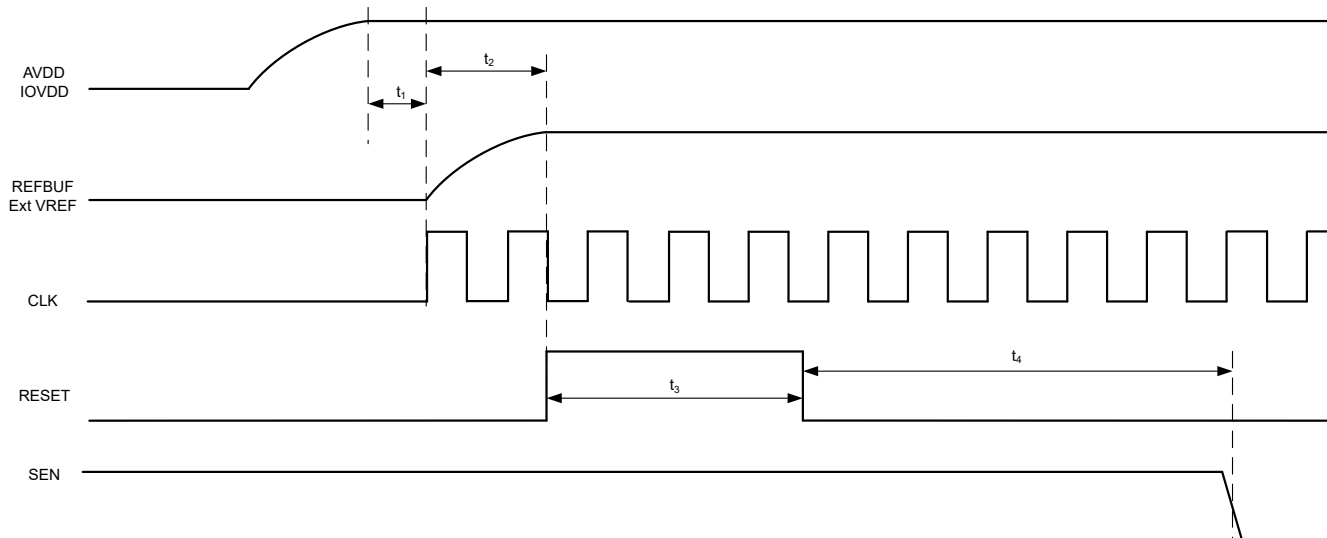 AVDD
IOVDD
t₁
t₂
REFBUF
Ext VREF
CLK
RESET
t₃
t₄
SEN